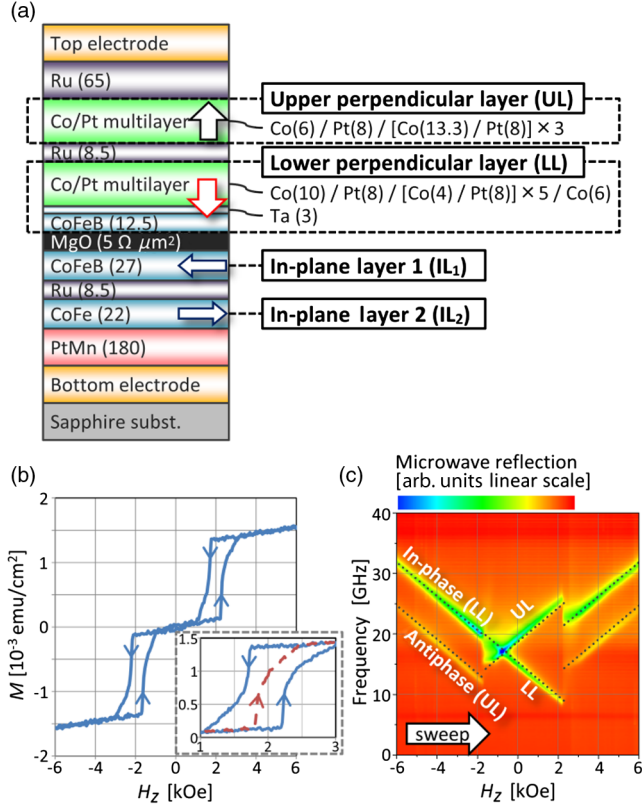 (a)
Top electrode
Ru (65)
Upper perpendicular layer (UL)
Co/Pt multilayer
Co(6) / Pt(8) / [Co(13.3) / Pt(8)] × 3
Ru (8.5)
Lower perpendicular layer (LL)
Co/Pt multilayer
Co(10) / Pt(8) / [Co(4) / Pt(8)] × 5 / Co(6)
Ta (3)
CoFeB (12.5)
MgO (5 Ω μm²)
CoFeB (27)
In-plane layer 1 (IL₁)
Ru (8.5)
CoFe (22)
In-plane layer 2 (IL₂)
PtMn (180)
Bottom electrode
Sapphire subst.
(b)
2
1
0
-1
-2
M [10⁻³ emu/cm²]
-6 -4 -2 0 2 4 6
H_Z [kOe]
1.5
1
0.5
0
1 2 3
(c)
Microwave reflection
[arb. units linear scale]
40
30
20
10
0
Frequency [GHz]
In-phase (LL)
UL
Antiphase (UL)
LL
sweep
-6 -4 -2 0 2 4 6
H_Z [kOe]